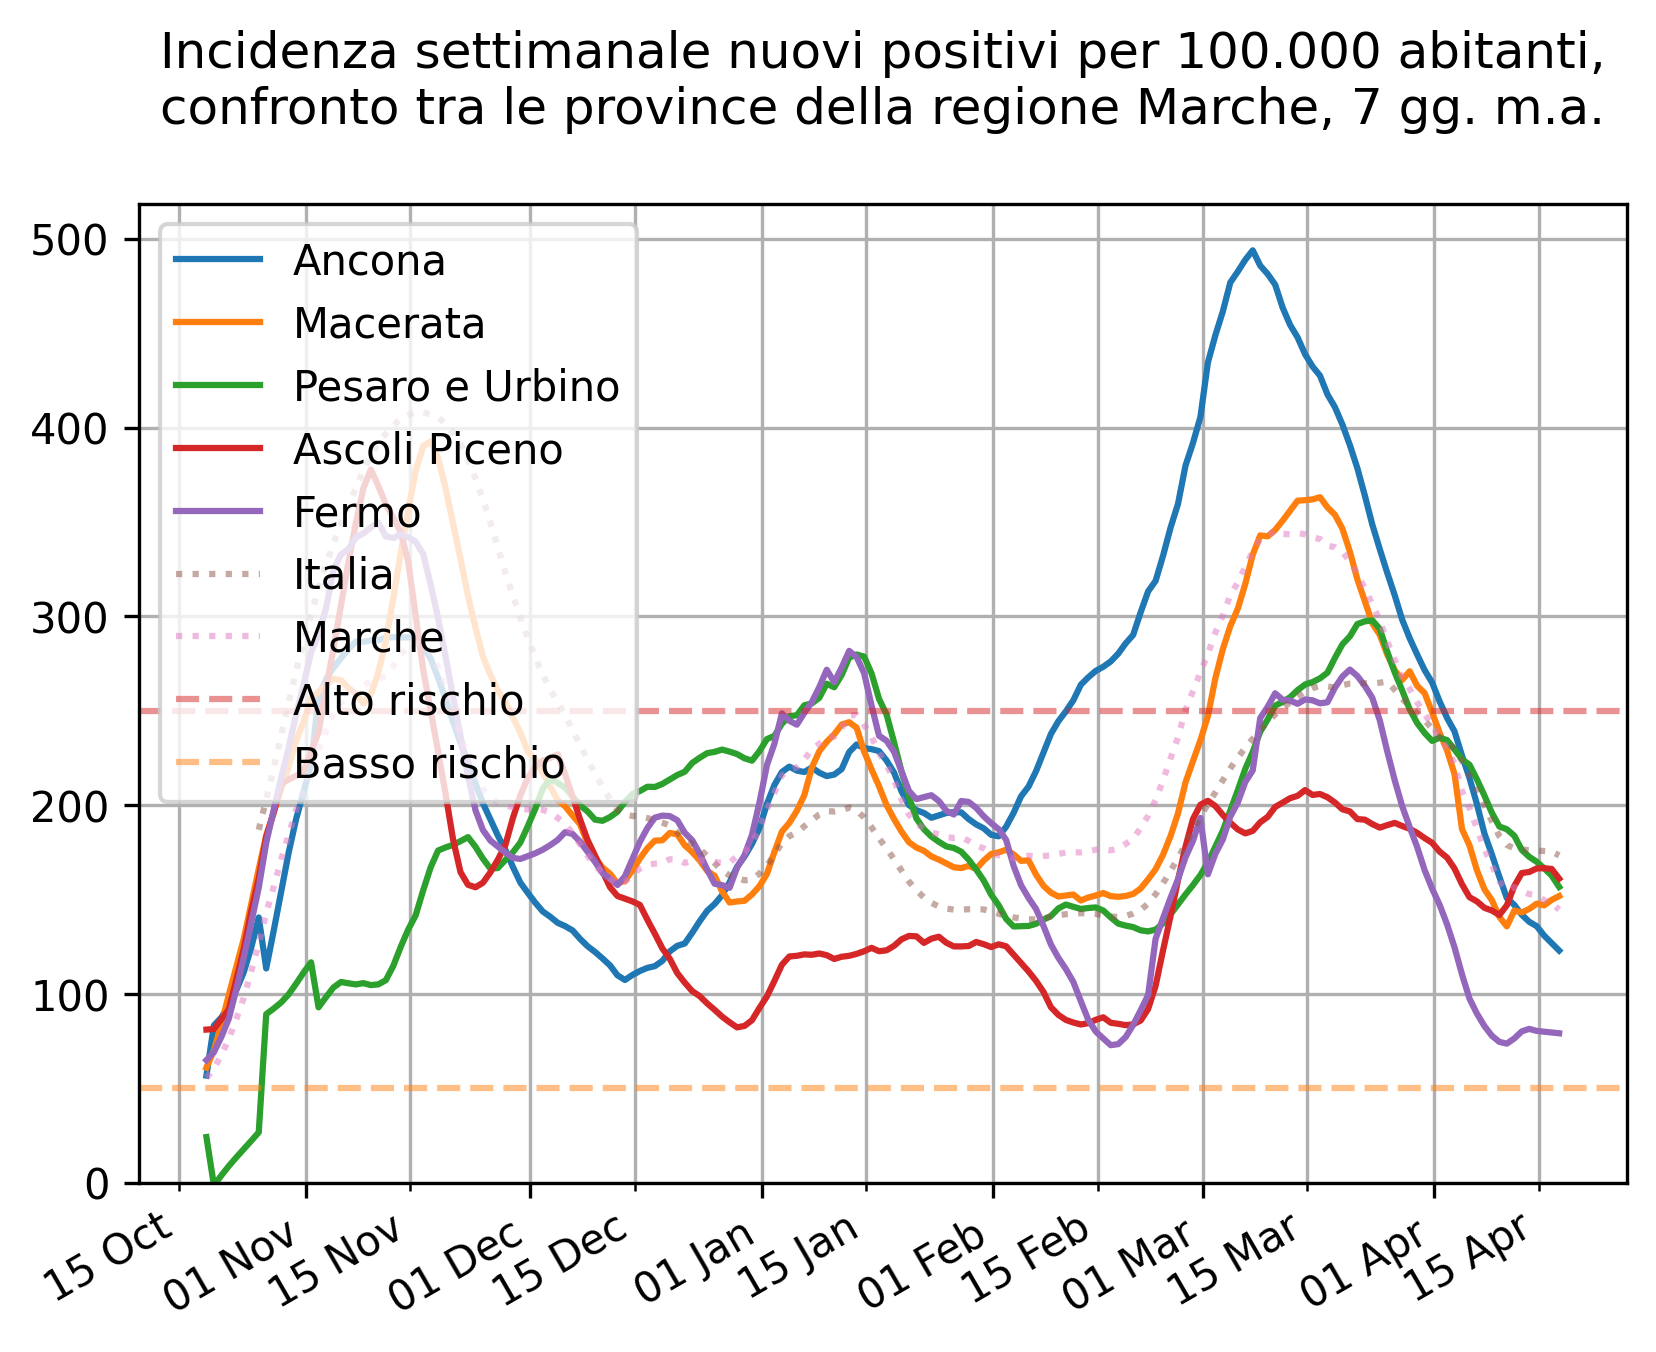 Incidenza settimanale nuovi positivi per 100.000 abitanti,
confronto tra le province della regione Marche, 7 gg. m.a.
500
400
300
200
100
0
Ancona
Macerata
Pesaro e Urbino
Ascoli Piceno
Fermo
Italia
Marche
Alto rischio
Basso rischio
15 Oct
01 Nov
15 Nov
01 Dec
15 Dec
01 Jan
15 Jan
01 Feb
15 Feb
01 Mar
15 Mar
01 Apr
15 Apr